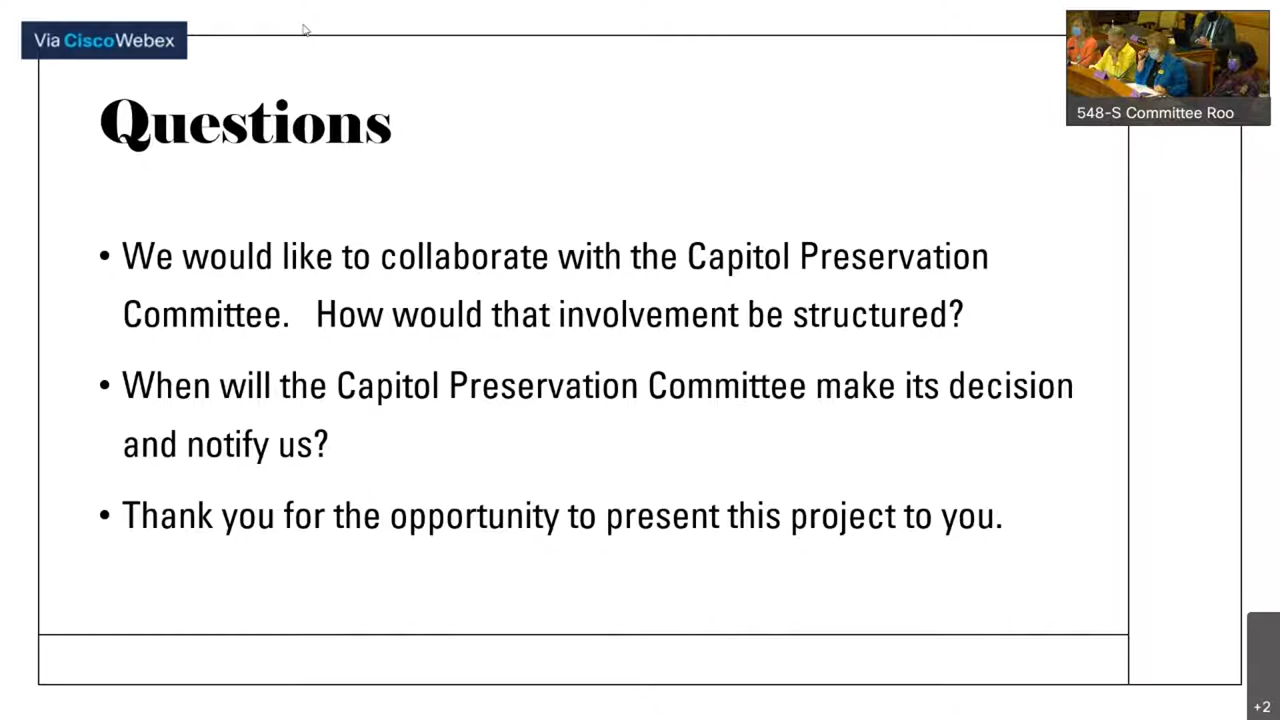 Via CiscoWebex
548-S Committee Roo
Questions
• We would like to collaborate with the Capitol Preservation
Committee.   How would that involvement be structured?
• When will the Capitol Preservation Committee make its decision
and notify us?
• Thank you for the opportunity to present this project to you.
+2